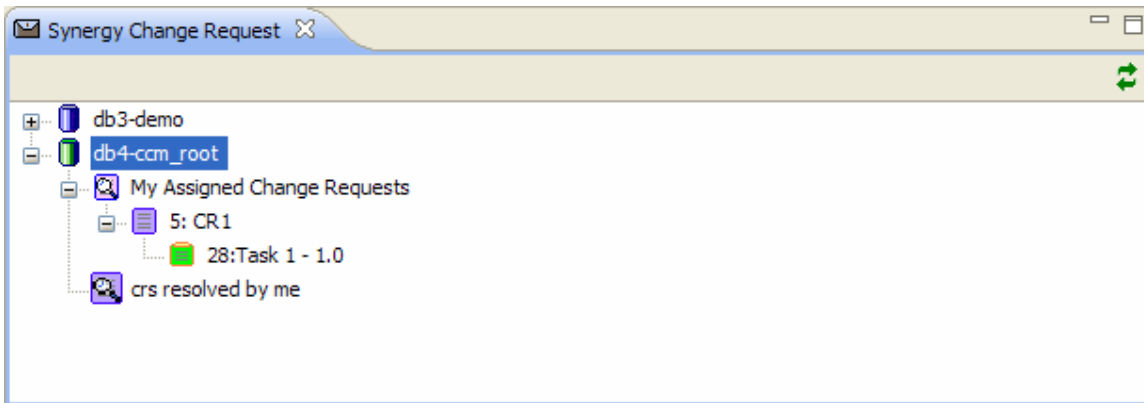 Synergy Change Request
db3-demo
db4-ccm_root
My Assigned Change Requests
5: CR1
28:Task 1 - 1.0
crs resolved by me